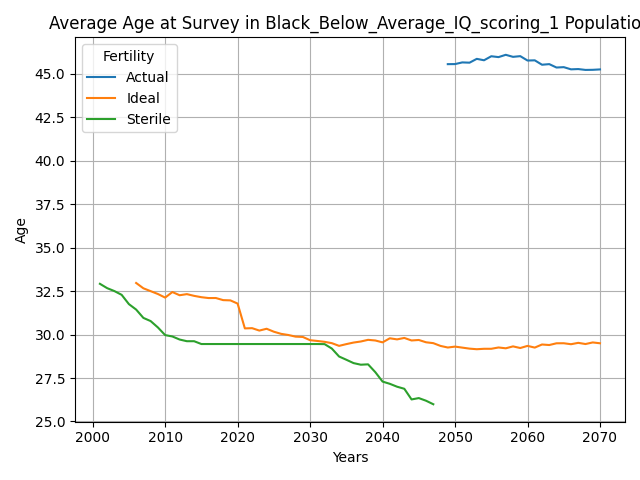 Average Age at Survey in Black_Below_Average_IQ_scoring_1 Populatio
Fertility
Actual
Ideal
Sterile
45.0
42.5
40.0
37.5
35.0
32.5
30.0
27.5
25.0
Age
2000 2010 2020 2030 2040 2050 2060 2070
Years